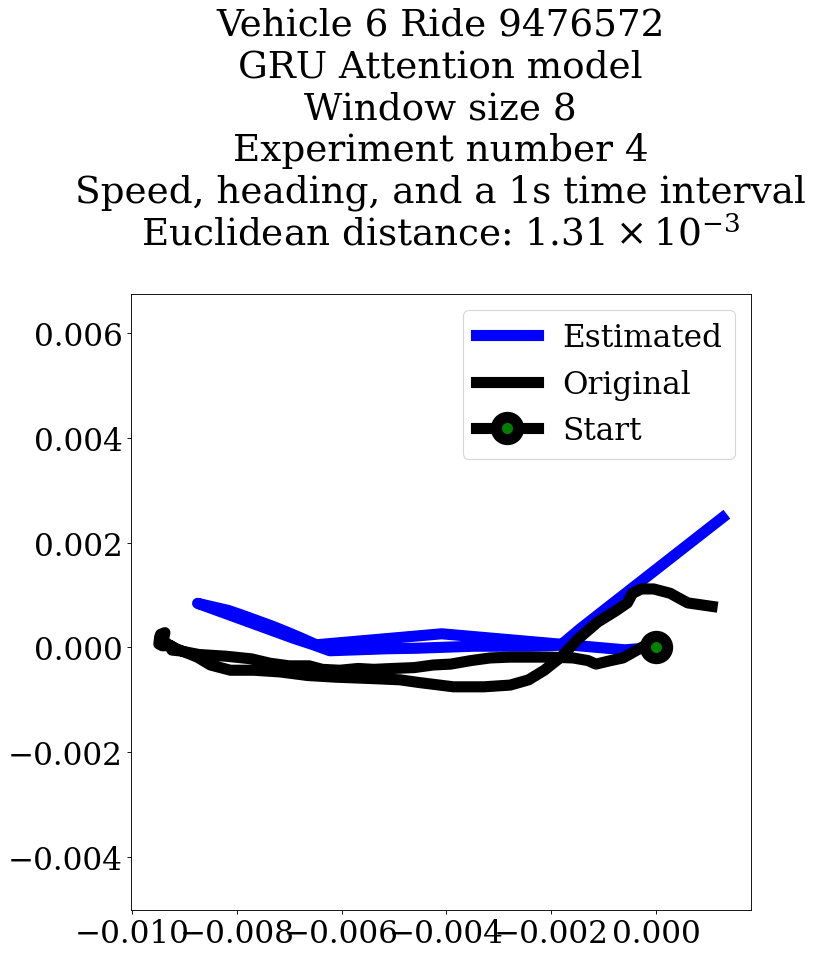 Vehicle 6 Ride 9476572
GRU Attention model
Window size 8
Experiment number 4
Speed, heading, and a 1s time interval
Euclidean distance: 1.31 × 10⁻³
Estimated
Original
Start
0.006
0.004
0.002
0.000
−0.002
−0.004
−0.010 −0.008 −0.006 −0.004 −0.002 0.000